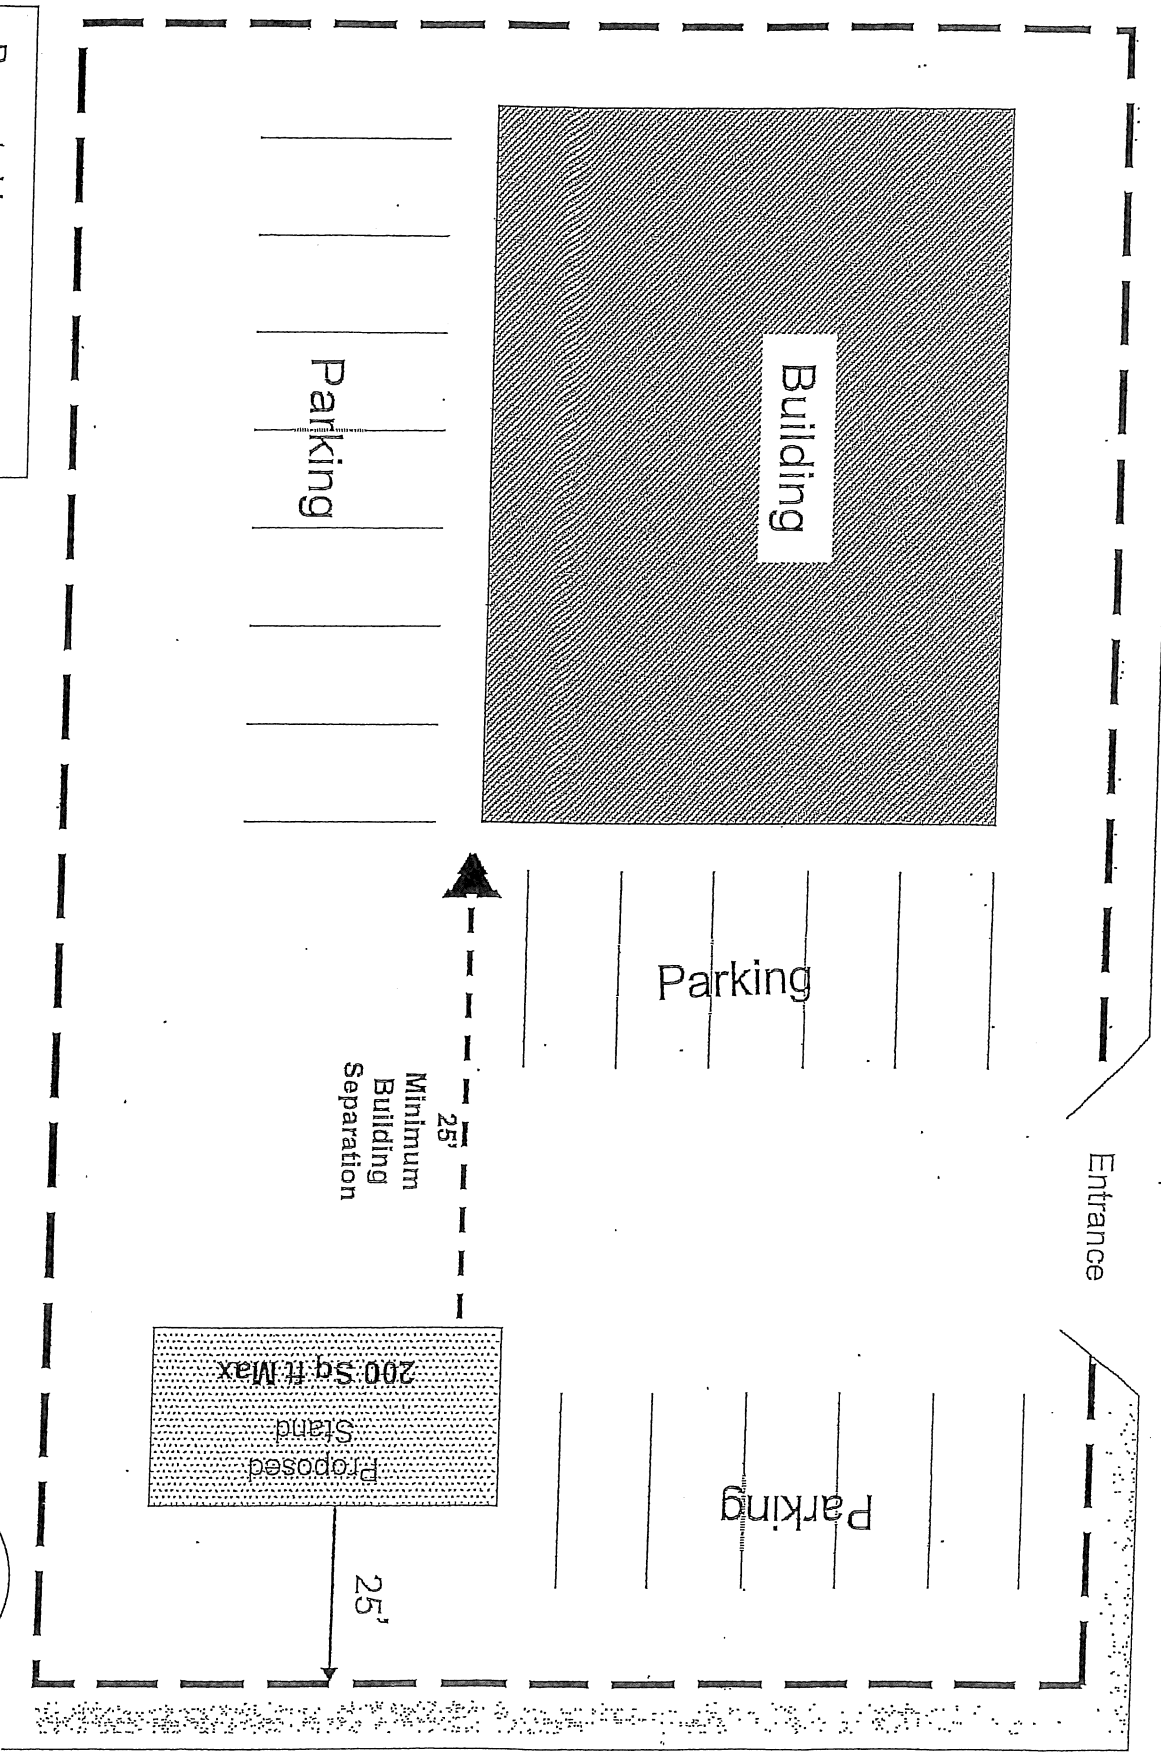 Building
Parking
Parking
Entrance
25'
Minimum
Building
Separation
Proposed
Stand
200 Sq ft Max
Parking
25'